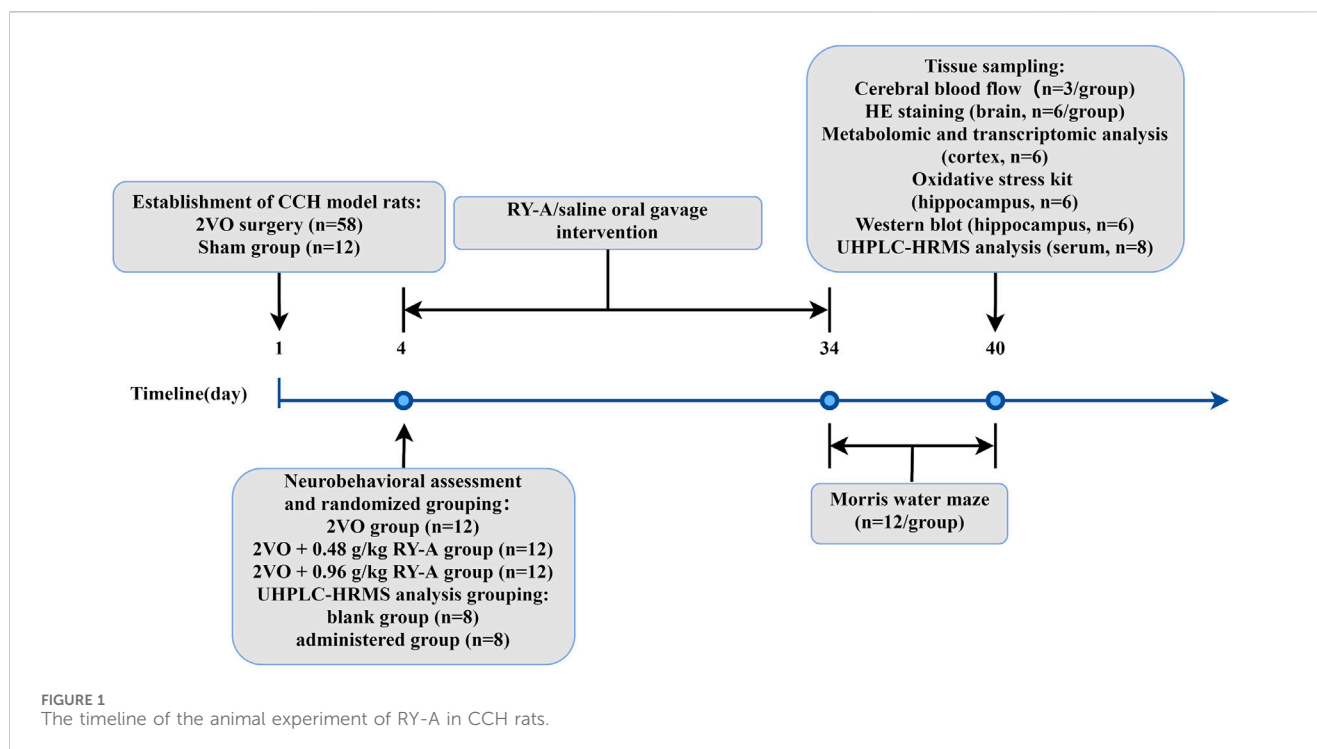 Establishment of CCH model rats:
2VO surgery (n=58)
Sham group (n=12)
RY-A/saline oral gavage
intervention
Tissue sampling:
Cerebral blood flow（n=3/group)
HE staining (brain, n=6/group)
Metabolomic and transcriptomic analysis
(cortex, n=6)
Oxidative stress kit
(hippocampus, n=6)
Western blot (hippocampus, n=6)
UHPLC-HRMS analysis (serum, n=8)
1
4
34
40
Timeline(day)
Neurobehavioral assessment
and randomized grouping：
2VO group (n=12)
2VO + 0.48 g/kg RY-A group (n=12)
2VO + 0.96 g/kg RY-A group (n=12)
UHPLC-HRMS analysis grouping:
blank group (n=8)
administered group (n=8)
Morris water maze
(n=12/group)
FIGURE 1
The timeline of the animal experiment of RY-A in CCH rats.